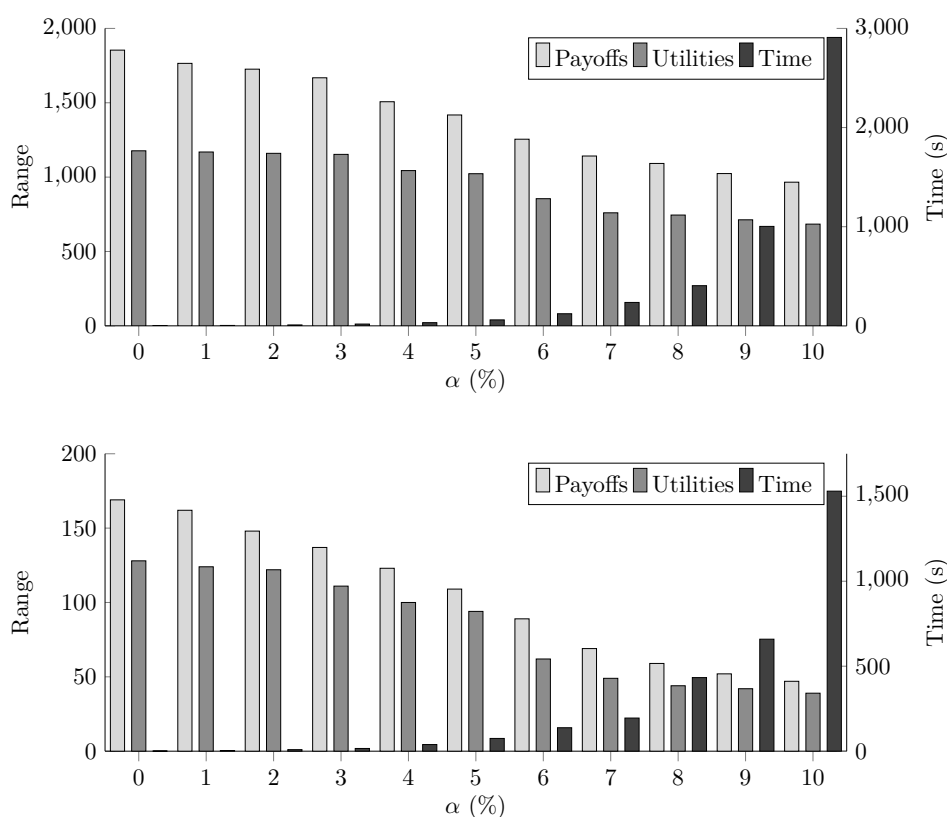 2,000
1,500
1,000
500
0
Range
3,000
2,000
1,000
0
Time (s)
Payoffs Utilities Time
0 1 2 3 4 5 6 7 8 9 10
α (%)
200
150
100
50
0
Range
1,500
1,000
500
0
Time (s)
Payoffs Utilities Time
0 1 2 3 4 5 6 7 8 9 10
α (%)